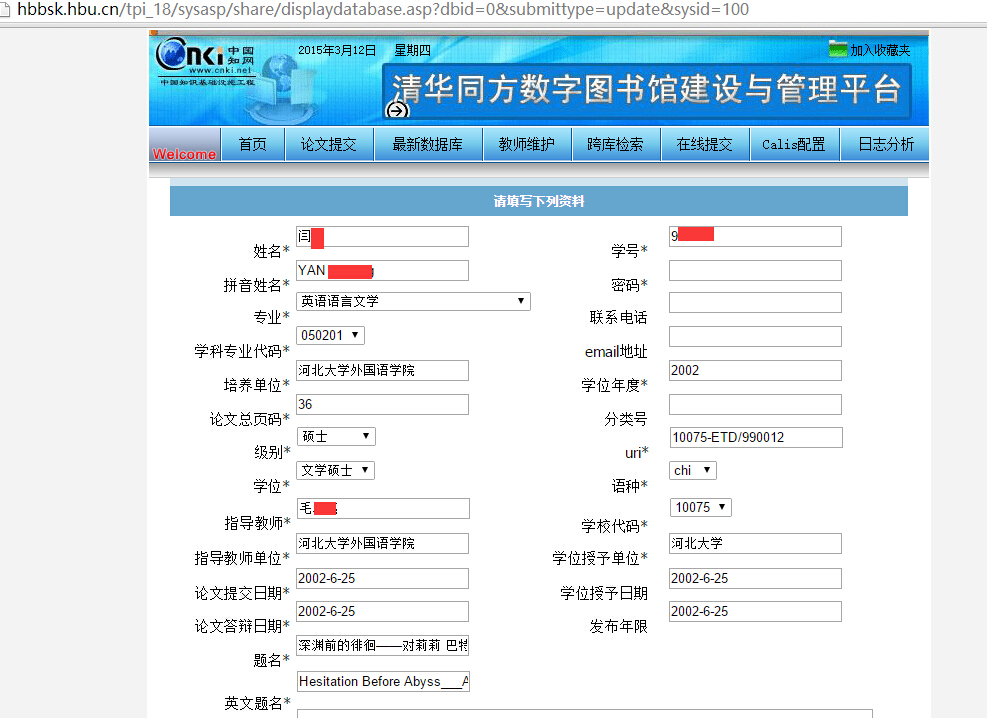 hbbsk.hbu.cn/tpi_18/sysasp/share/displaydatabase.asp?dbid=0&submittype=update&sysid=100
cnki 中国知网
www.cnki.net
中国知识基础设施工程
2015年3月12日 星期四
加入收藏夹
清华同方数字图书馆建设与管理平台
Welcome 首页 论文提交 最新数据库 教师维护 跨库检索 在线提交 Calis配置 日志分析
请填写下列资料
姓名* 闫 学号* 9
拼音姓名* YAN 密码*
专业* 英语语言文学 联系电话
学科专业代码* 050201 email地址
培养单位* 河北大学外国语学院 学位年度* 2002
论文总页码* 36 分类号
级别* 硕士 uri* 10075-ETD/990012
学位* 文学硕士 语种* chi
指导教师* 毛 学校代码* 10075
指导教师单位* 河北大学外国语学院 学位授予单位* 河北大学
论文提交日期* 2002-6-25 学位授予日期 2002-6-25
论文答辩日期* 2002-6-25 发布年限 2002-6-25
题名* 深渊前的徘徊——对莉莉 巴特
英文题名* Hesitation Before Abyss___A